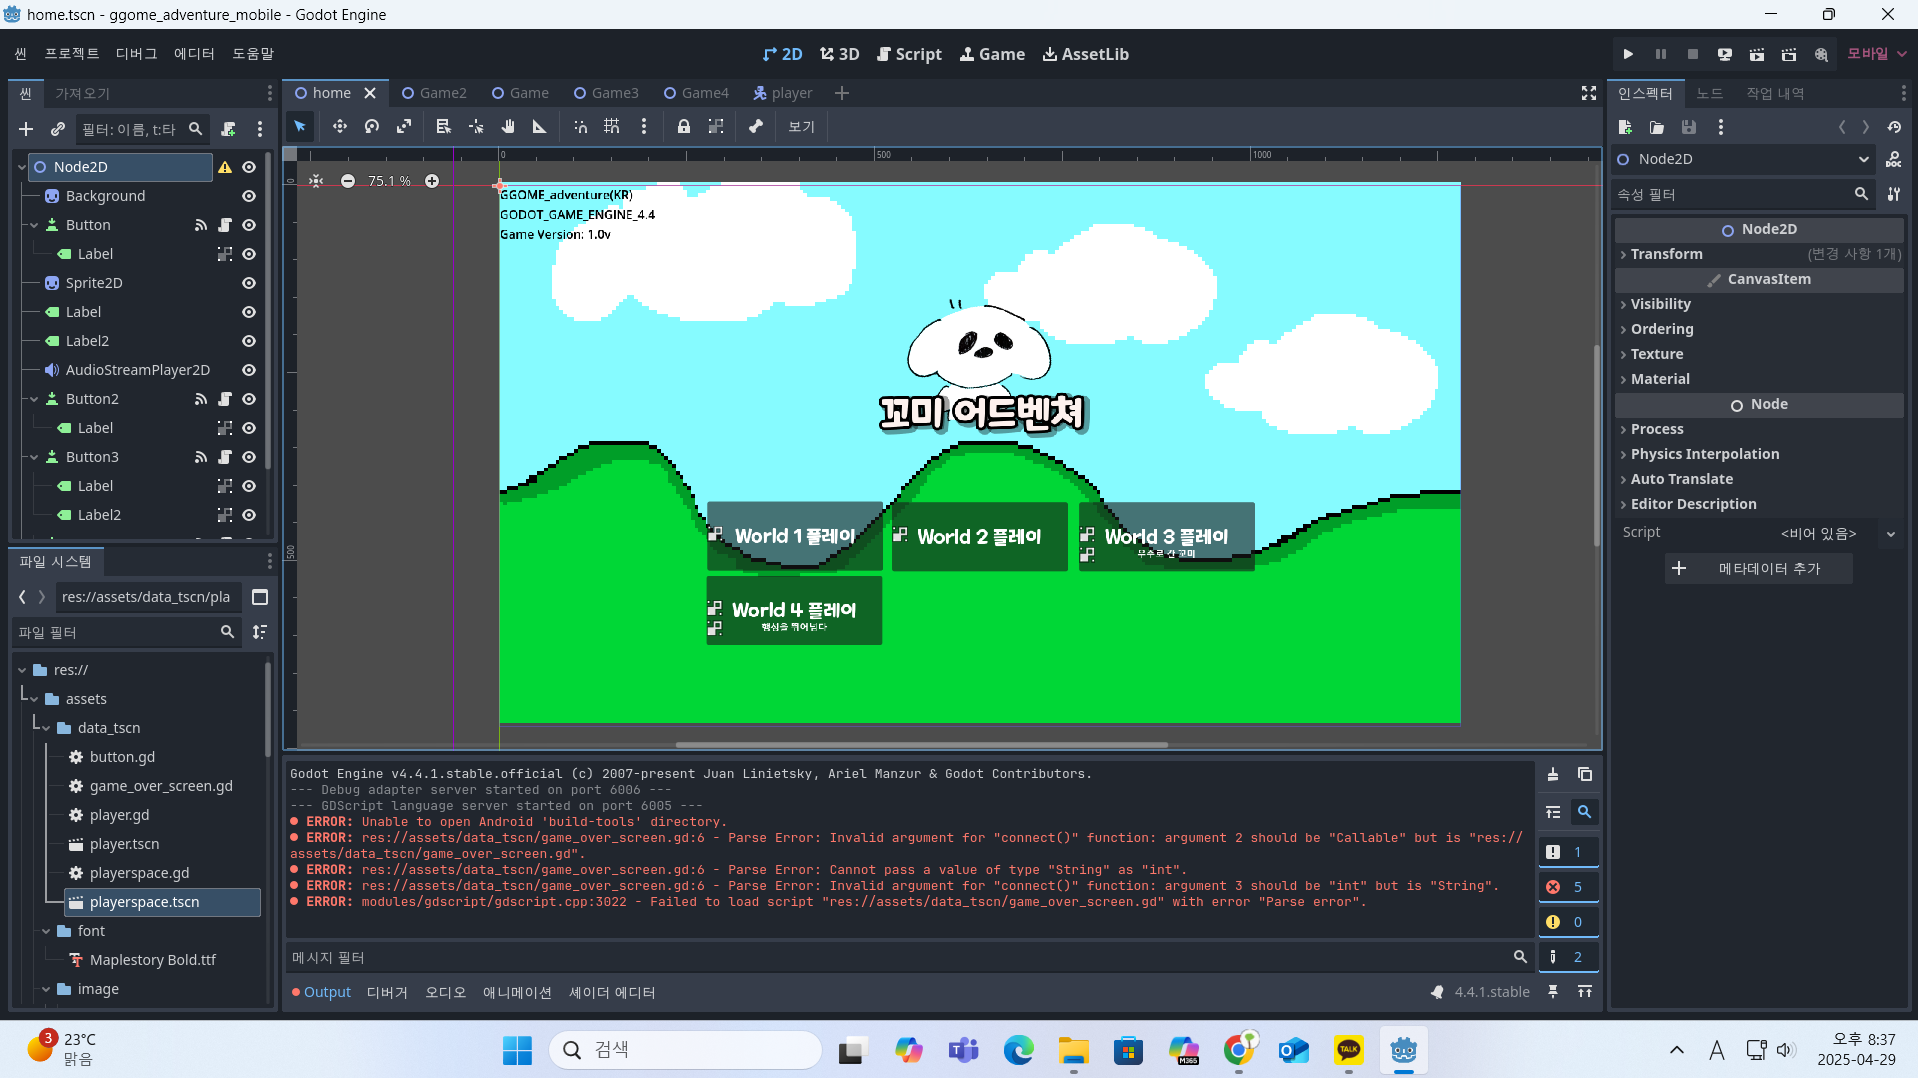 home.tscn - ggome_adventure_mobile - Godot Engine
씬 프로젝트 디버그 에디터 도움말
2D 3D Script Game AssetLib
모바일
씬 가져오기
home Game2 Game Game3 Game4 player
인스펙터 노드 작업 내역
필터: 이름, t:타
보기
Node2D
Background
Button
Label
Sprite2D
Label
Label2
AudioStreamPlayer2D
Button2
Label
Button3
Label
Label2
파일 시스템
res://assets/data_tscn/pla
파일 필터
res://
assets
data_tscn
button.gd
game_over_screen.gd
player.gd
player.tscn
playerspace.gd
playerspace.tscn
font
Maplestory Bold.ttf
image
0 500 1000
0
500
75.1 %
GGOME_adventure(KR)
GODOT_GAME_ENGINE_4.4
Game Version: 1.0v
꼬미 어드벤쳐
World 1 플레이
World 2 플레이
World 3 플레이
우주로 간 꼬미
World 4 플레이
행성을 뛰어넘다
Godot Engine v4.4.1.stable.official (c) 2007-present Juan Linietsky, Ariel Manzur & Godot Contributors.
--- Debug adapter server started on port 6006 ---
--- GDScript language server started on port 6005 ---
ERROR: Unable to open Android 'build-tools' directory.
ERROR: res://assets/data_tscn/game_over_screen.gd:6 - Parse Error: Invalid argument for "connect()" function: argument 2 should be "Callable" but is "res://
assets/data_tscn/game_over_screen.gd".
ERROR: res://assets/data_tscn/game_over_screen.gd:6 - Parse Error: Cannot pass a value of type "String" as "int".
ERROR: res://assets/data_tscn/game_over_screen.gd:6 - Parse Error: Invalid argument for "connect()" function: argument 3 should be "int" but is "String".
ERROR: modules/gdscript/gdscript.cpp:3022 - Failed to load script "res://assets/data_tscn/game_over_screen.gd" with error "Parse error".
1
5
0
2
메시지 필터
Output 디버거 오디오 애니메이션 셰이더 에디터
4.4.1.stable
Node2D
DOC
속성 필터
Node2D
Transform (변경 사항 1개)
CanvasItem
Visibility
Ordering
Texture
Material
Node
Process
Physics Interpolation
Auto Translate
Editor Description
Script <비어 있음>
메타데이터 추가
3
23°C
맑음
검색
M365
TALK
A
오후 8:37
2025-04-29